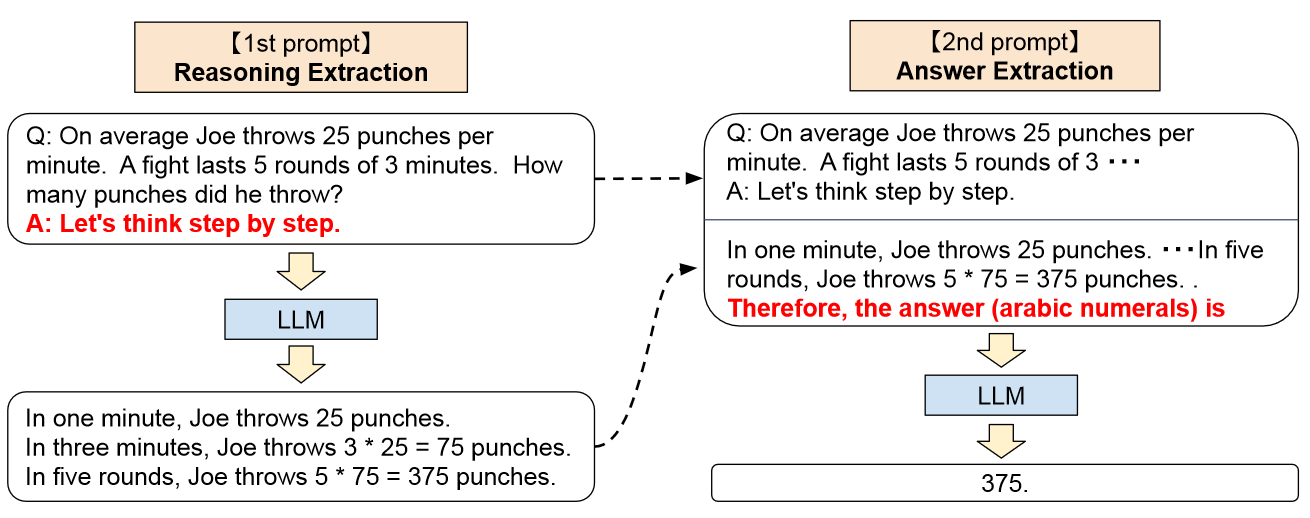 【1st prompt】
Reasoning Extraction
Q: On average Joe throws 25 punches per
minute.  A fight lasts 5 rounds of 3 minutes.  How
many punches did he throw?
A: Let's think step by step.
LLM
In one minute, Joe throws 25 punches.
In three minutes, Joe throws 3 * 25 = 75 punches.
In five rounds, Joe throws 5 * 75 = 375 punches.
【2nd prompt】
Answer Extraction
Q: On average Joe throws 25 punches per
minute.  A fight lasts 5 rounds of 3 ･･･
A: Let's think step by step.
In one minute, Joe throws 25 punches. ･･･In five
rounds, Joe throws 5 * 75 = 375 punches. .
Therefore, the answer (arabic numerals) is
LLM
375.